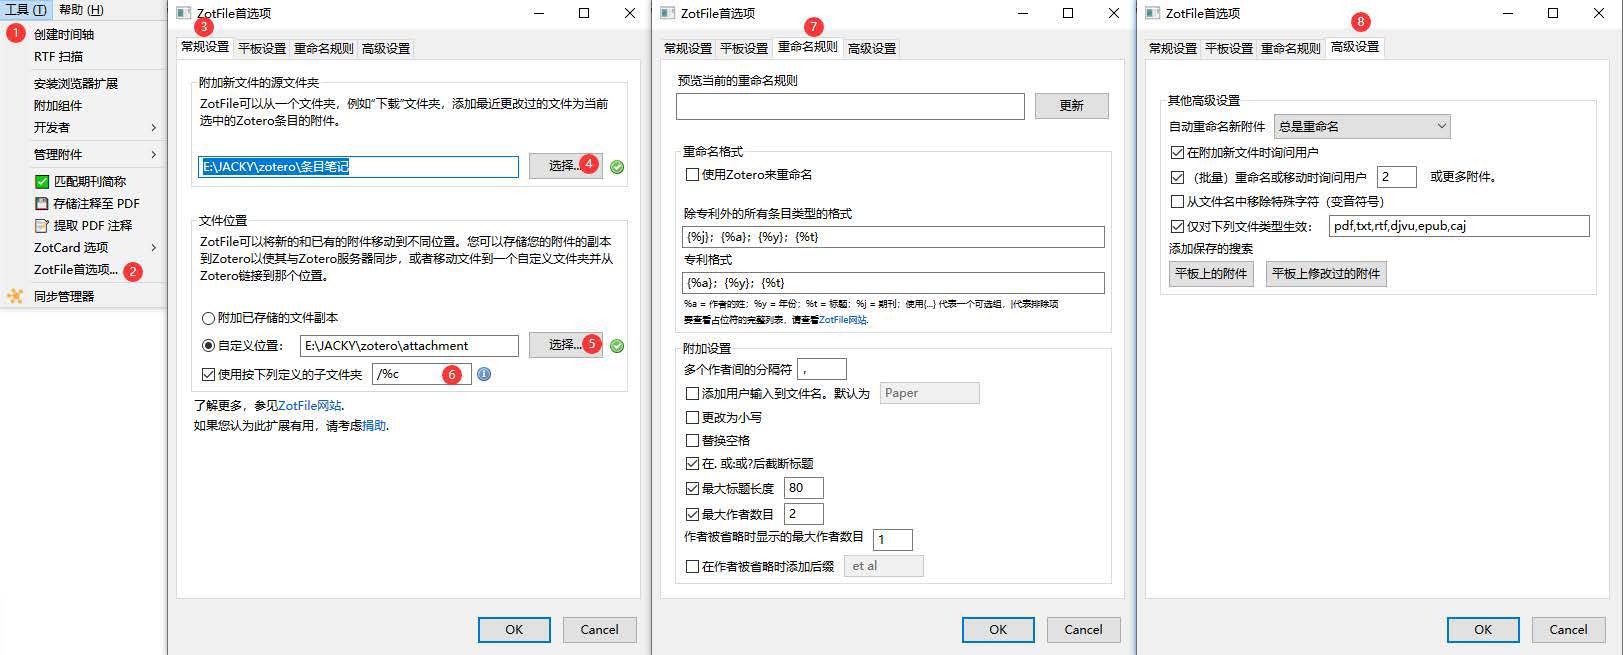 工具 (T) 帮助 (H)
1
创建时间轴
RTF 扫描
安装浏览器扩展
附加组件
开发者
管理附件
匹配期刊简称
存储注释至 PDF
提取 PDF 注释
ZotCard 选项
ZotFile首选项... 2
同步管理器
ZotFile首选项
3
常规设置 平板设置 重命名规则 高级设置
附加新文件的源文件夹
ZotFile可以从一个文件夹，例如“下载”文件夹，添加最近更改过的文件为当前
选中的Zotero条目的附件。
E:\JACKY\zotero\条目笔记 选择... 4
文件位置
ZotFile可以将新的和已有的附件移动到不同位置。您可以存储您的附件的副本
到Zotero以使其与Zotero服务器同步，或者移动文件到一个自定义文件夹并从
Zotero链接到那个位置。
附加已存储的文件副本
自定义位置： E:\JACKY\zotero\attachment 选择... 5
使用按下列定义的子文件夹 /%c 6
了解更多，参见ZotFile网站.
如果您认为此扩展有用，请考虑捐助.
OK Cancel
ZotFile首选项
7
常规设置 平板设置 重命名规则 高级设置
预览当前的重命名规则
更新
重命名格式
使用Zotero来重命名
除专利外的所有条目类型的格式
{%j}；{%a}；{%y}；{%t}
专利格式
{%a}；{%y}；{%t}
%a = 作者的姓；%y = 年份；%t = 标题；%j = 期刊；使用{...} 代表一个可选组，|代表排除项
要查看占位符的完整列表，请查看ZotFile网站.
附加设置
多个作者间的分隔符 ,
添加用户输入到文件名。默认为 Paper
更改为小写
替换空格
在. 或:或?后截断标题
最大标题长度 80
最大作者数目 2
作者被省略时显示的最大作者数目 1
在作者被省略时添加后缀 et al
OK Cancel
ZotFile首选项
8
常规设置 平板设置 重命名规则 高级设置
其他高级设置
自动重命名新附件 总是重命名
在附加新文件时询问用户
（批量）重命名或移动时询问用户 2 或更多附件。
从文件名中移除特殊字符（变音符号）
仅对下列文件类型生效： pdf,txt,rtf,djvu,epub,caj
添加保存的搜索
平板上的附件 平板上修改过的附件
OK Cancel